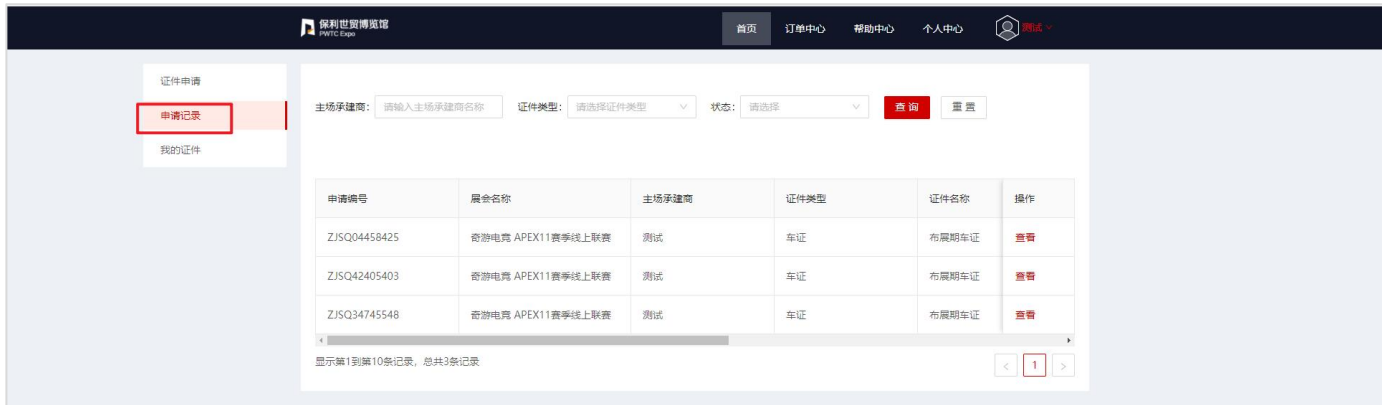 保利世贸博览馆
PWTC Expo
首页 订单中心 帮助中心 个人中心 测试
证件申请
申请记录
我的证件
主场承建商: 请输入主场承建商名称 证件类型: 请选择证件类型 状态: 请选择 查询 重置
申请编号 展会名称 主场承建商 证件类型 证件名称 操作
ZJSQ04458425 奇游电竞 APEX11赛季线上联赛 测试 车证 布展期车证 查看
ZJSQ42405403 奇游电竞 APEX11赛季线上联赛 测试 车证 布展期车证 查看
ZJSQ34745548 奇游电竞 APEX11赛季线上联赛 测试 车证 布展期车证 查看
显示第1到第10条记录，总共3条记录
< 1 >